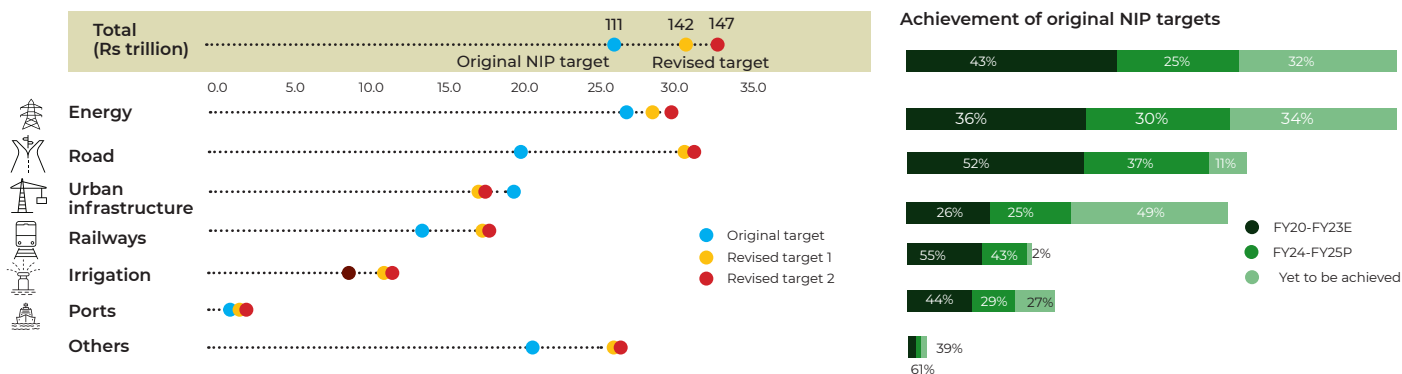 Total
(Rs trillion)
111
142
147
Original NIP target
Revised target
0.0
5.0
10.0
15.0
20.0
25.0
30.0
35.0
Energy
Road
Urban
infrastructure
Railways
Irrigation
Ports
Others
Original target
Revised target 1
Revised target 2
Achievement of original NIP targets
43%
25%
32%
36%
30%
34%
52%
37%
11%
26%
25%
49%
55%
43%
2%
44%
29%
27%
39%
61%
FY20-FY23E
FY24-FY25P
Yet to be achieved